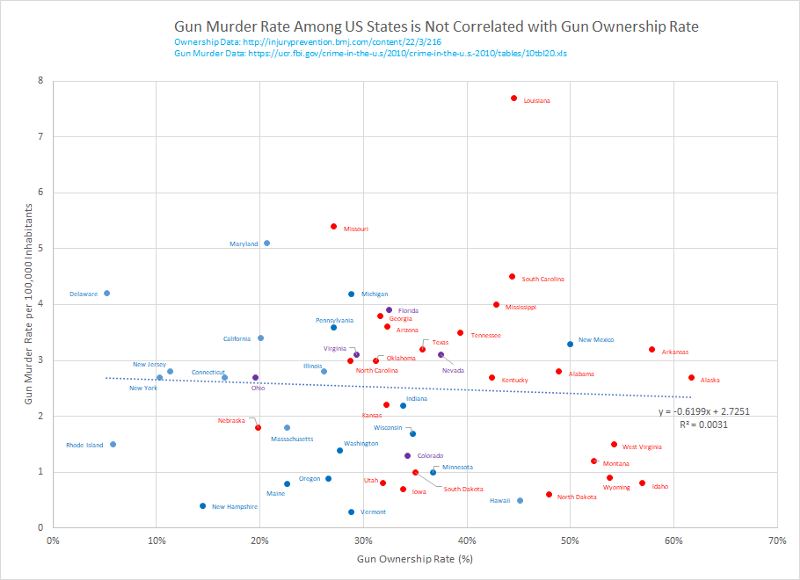 Gun Murder Rate Among US States is Not Correlated with Gun Ownership Rate
Ownership Data: http://injuryprevention.bmj.com/content/22/3/216
Gun Murder Data: https://ucr.fbi.gov/crime-in-the-u.s/2010/crime-in-the-u.s.-2010/tables/10tbl20.xls
8
Louisiana
7
6
Missouri
Maryland
5
South Carolina
Delaware
Michigan
Mississippi
4
Florida
Georgia
Pennsylvania
Arizona
Tennessee
California
Texas
New Mexico
Virginia
Arkansas
Oklahoma
3
New Jersey
Connecticut
Illinois
North Carolina
Nevada
Alabama
New York
Ohio
Kentucky
Alaska
Indiana
y = -0.6199x + 2.7251
R² = 0.0031
2
Kansas
Nebraska
Wisconsin
Massachusetts
Rhode Island
Washington
West Virginia
Colorado
Minnesota
Montana
1
Oregon
Utah
Maine
Iowa
South Dakota
Wyoming
Idaho
North Dakota
Hawaii
New Hampshire
Vermont
0
0%
10%
20%
30%
40%
50%
60%
70%
Gun Ownership Rate (%)
Gun Murder Rate per 100,000 Inhabitants